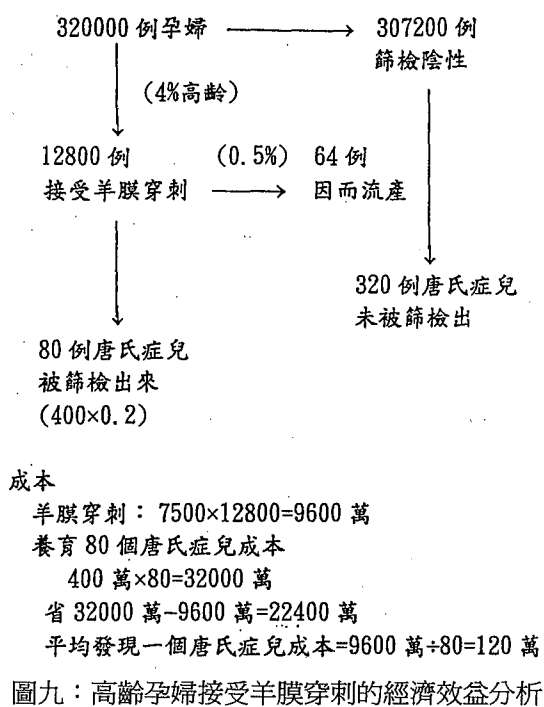 320000 例孕婦
307200 例
篩檢陰性
(4%高齡)
12800 例
接受羊膜穿刺
(0.5%)
64 例
因而流產
320 例唐氏症兒
未被篩檢出
80 例唐氏症兒
被篩檢出來
(400×0.2)
成本
羊膜穿刺：7500×12800=9600 萬
養育 80 個唐氏症兒成本
400 萬×80=32000 萬
省 32000 萬-9600 萬=22400 萬
平均發現一個唐氏症兒成本=9600 萬÷80=120 萬
圖九：高齡孕婦接受羊膜穿刺的經濟效益分析